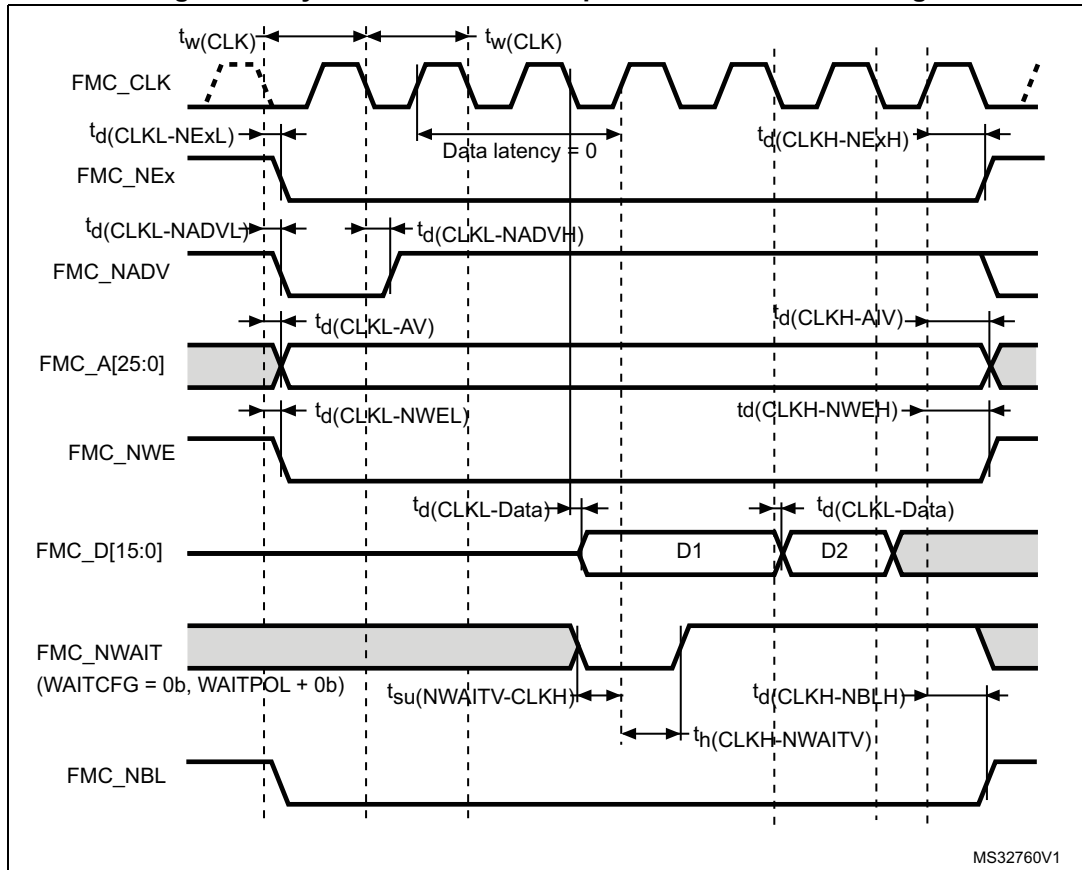 tw(CLK) tw(CLK)
FMC_CLK
td(CLKL-NExL) Data latency = 0 td(CLKH-NExH)
FMC_NEx
td(CLKL-NADVL) td(CLKL-NADVH)
FMC_NADV
td(CLKL-AV) td(CLKH-AIV)
FMC_A[25:0]
td(CLKL-NWEL) td(CLKH-NWEH)
FMC_NWE
td(CLKL-Data) td(CLKL-Data)
FMC_D[15:0] D1 D2
FMC_NWAIT
(WAITCFG = 0b, WAITPOL + 0b)
tsu(NWAITV-CLKH) td(CLKH-NBLH)
th(CLKH-NWAITV)
FMC_NBL
MS32760V1